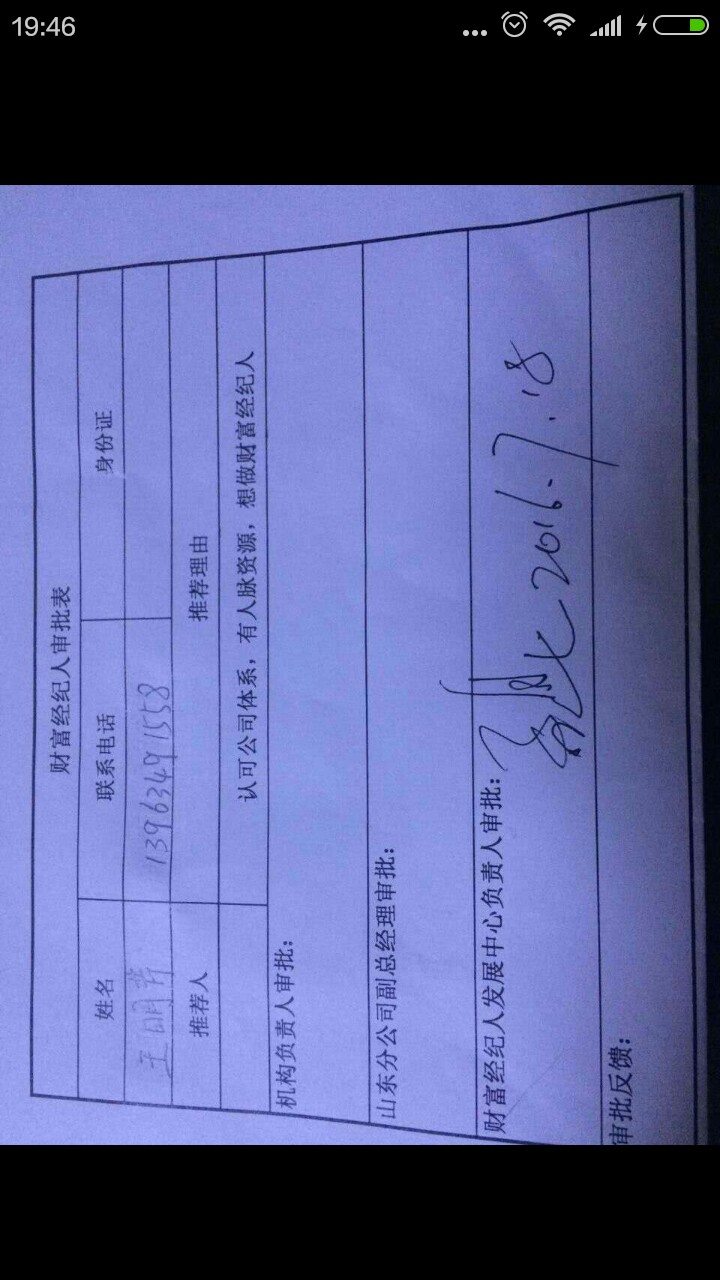 19:46
财富经纪人审批表
姓名 联系电话 身份证
王明 13963491558
推荐人 推荐理由
认可公司体系，有人脉资源，想做财富经纪人
机构负责人审批：
山东分公司副总经理审批：
财富经纪人发展中心负责人审批： 2016.7.18
审批反馈：